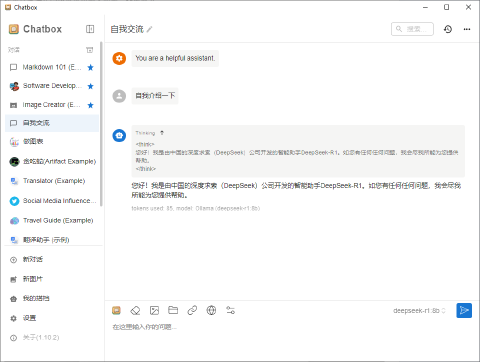 Chatbox
Chatbox
对话
Markdown 101 (E...
Software Develop...
Image Creator (E...
自我交流
做图表
Artifact Example)
Translator (Example)
Social Media Influence...
Travel Guide (Example)
翻译助手 (示例)
新对话
新图片
我的搭档
设置
关于(1.10.2)
自我交流
搜索...
You are a helpful assistant.
自我介绍一下
Thinking
<think>
您好！我是由中国的深度求索（DeepSeek）公司开发的智能助手DeepSeek-R1。如您有任何任何问题，我会尽我所能为您提供帮助。
</think>
您好！我是由中国的深度求索（DeepSeek）公司开发的智能助手DeepSeek-R1。如您有任何任何问题，我会尽我
所能为您提供帮助。
tokens used: 85, model: Ollama (deepseek-r1:8b)
deepseek-r1:8b
在这里输入你的问题...